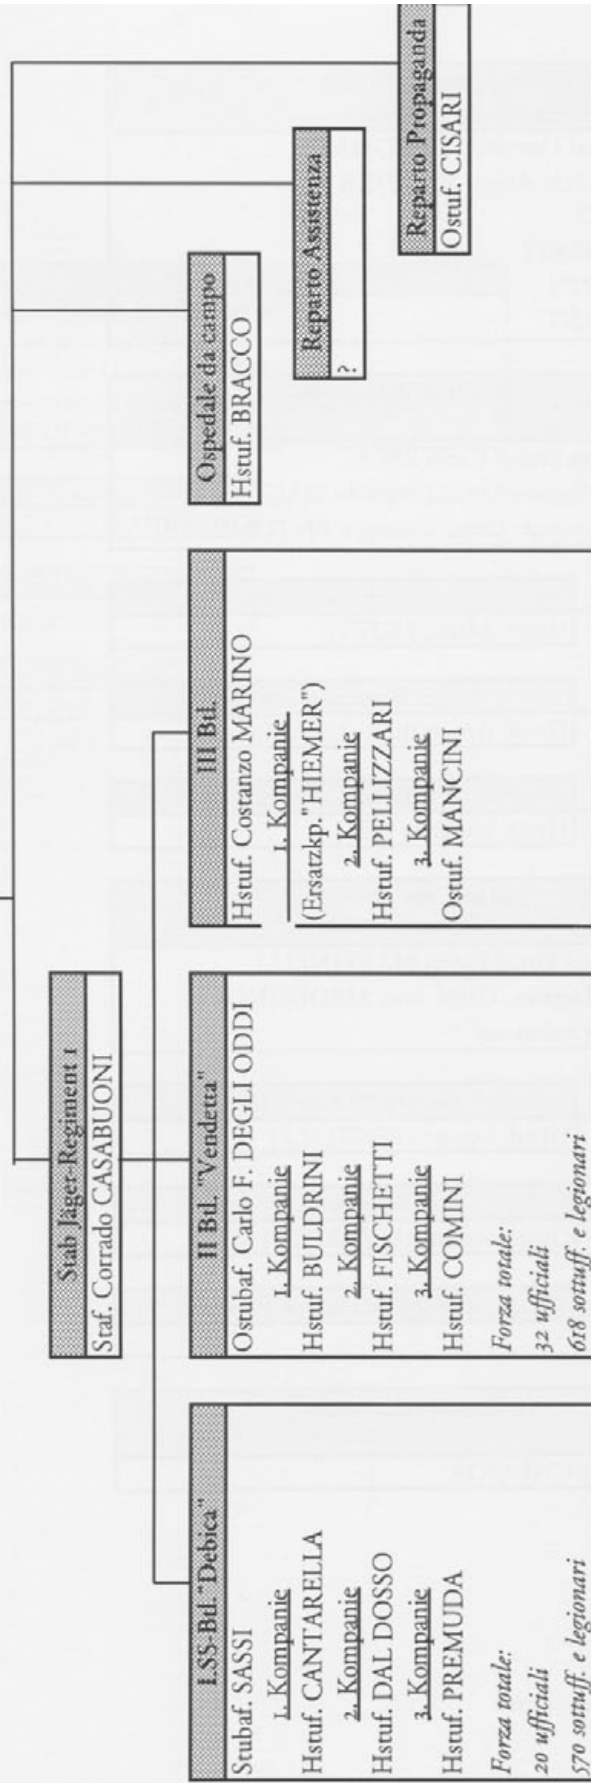 Stab Jäger-Regiment 1
Staf. Corrado CASABUONI
I.SS-Btl."Debica"
Stubaf. SASSI
1. Kompanie
Hstuf. CANTARELLA
2. Kompanie
Hstuf. DAL DOSSO
3. Kompanie
Hstuf. PREMUDA
Forza totale:
20 ufficiali
570 sottuff. e legionari
II Btl. "Vendetta"
Ostubaf. Carlo F. DEGLI ODDI
1. Kompanie
Hstuf. BULDRINI
2. Kompanie
Hstuf. FISCHETTI
3. Kompanie
Hstuf. COMINI
Forza totale:
32 ufficiali
618 sottuff. e legionari
III Btl.
Hstuf. Costanzo MARINO
1. Kompanie
(Ersatzkp."HIEMER")
2. Kompanie
Hstuf. PELLIZZARI
3. Kompanie
Ostuf. MANCINI
Ospedale da campo
Hstuf. BRACCO
Reparto Assistenza
?
Reparto Propaganda
Ostuf. CISARI